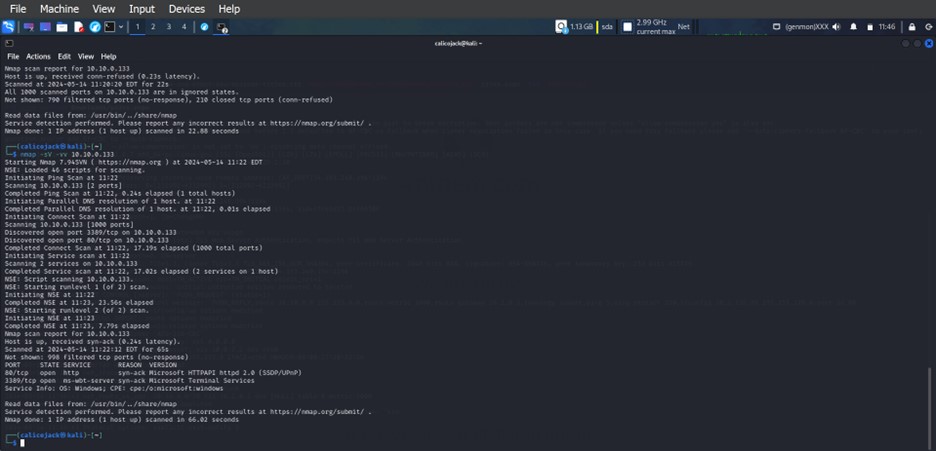 File Machine View Input Devices Help
1 2 3 4 1.13 GB sda 2.99 GHz current max Net (genmon)XXX 11:46
calicojack@kali: ~
File Actions Edit View Help
Nmap scan report for 10.10.0.133
Host is up, received conn-refused (0.23s latency).
Scanned at 2024-05-14 11:20:20 EDT for 22s
All 1000 scanned ports on 10.10.0.133 are in ignored states.
Not shown: 790 filtered tcp ports (no-response), 210 closed tcp ports (conn-refused)
Read data files from: /usr/bin/../share/nmap
Service detection performed. Please report any incorrect results at https://nmap.org/submit/ .
Nmap done: 1 IP address (1 host up) scanned in 22.88 seconds
┌──(calicojack㉿kali)-[~]
└─$ nmap -sV -vv 10.10.0.133
Starting Nmap 7.94SVN ( https://nmap.org ) at 2024-05-14 11:22 EDT
NSE: Loaded 46 scripts for scanning.
Initiating Ping Scan at 11:22
Scanning 10.10.0.133 [2 ports]
Completed Ping Scan at 11:22, 0.24s elapsed (1 total hosts)
Initiating Parallel DNS resolution of 1 host. at 11:22
Completed Parallel DNS resolution of 1 host. at 11:22, 0.01s elapsed
Initiating Connect Scan at 11:22
Scanning 10.10.0.133 [1000 ports]
Discovered open port 3389/tcp on 10.10.0.133
Discovered open port 80/tcp on 10.10.0.133
Completed Connect Scan at 11:22, 17.19s elapsed (1000 total ports)
Initiating Service scan at 11:22
Scanning 2 services on 10.10.0.133
Completed Service scan at 11:22, 17.02s elapsed (2 services on 1 host)
NSE: Script scanning 10.10.0.133.
NSE: Starting runlevel 1 (of 2) scan.
Initiating NSE at 11:22
Completed NSE at 11:23, 23.56s elapsed
NSE: Starting runlevel 2 (of 2) scan.
Initiating NSE at 11:23
Completed NSE at 11:23, 7.79s elapsed
Nmap scan report for 10.10.0.133
Host is up, received syn-ack (0.24s latency).
Scanned at 2024-05-14 11:22:12 EDT for 65s
Not shown: 998 filtered tcp ports (no-response)
PORT STATE SERVICE REASON VERSION
80/tcp open http syn-ack Microsoft HTTPAPI httpd 2.0 (SSDP/UPnP)
3389/tcp open ms-wbt-server syn-ack Microsoft Terminal Services
Service Info: OS: Windows; CPE: cpe:/o:microsoft:windows
Read data files from: /usr/bin/../share/nmap
Service detection performed. Please report any incorrect results at https://nmap.org/submit/ .
Nmap done: 1 IP address (1 host up) scanned in 66.02 seconds
┌──(calicojack㉿kali)-[~]
└─$